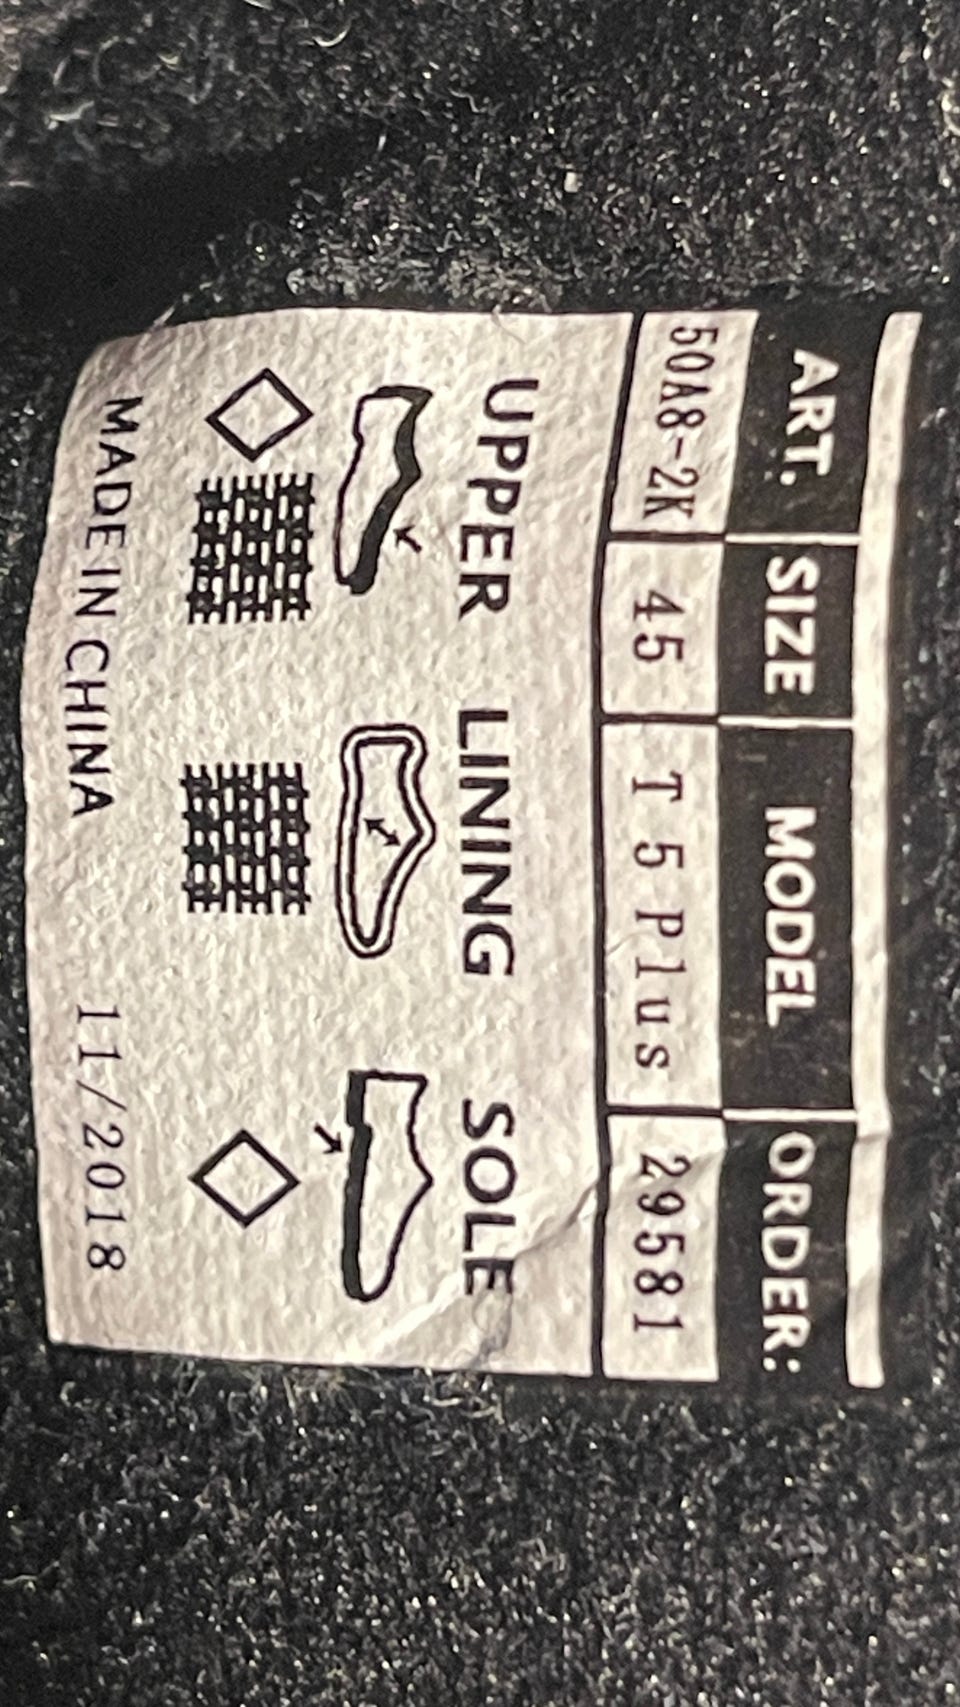 ART. SIZE MODEL ORDER:
50A8-2K 45 T 5 Plus 29581
UPPER LINING SOLE
MADE IN CHINA 11/2018